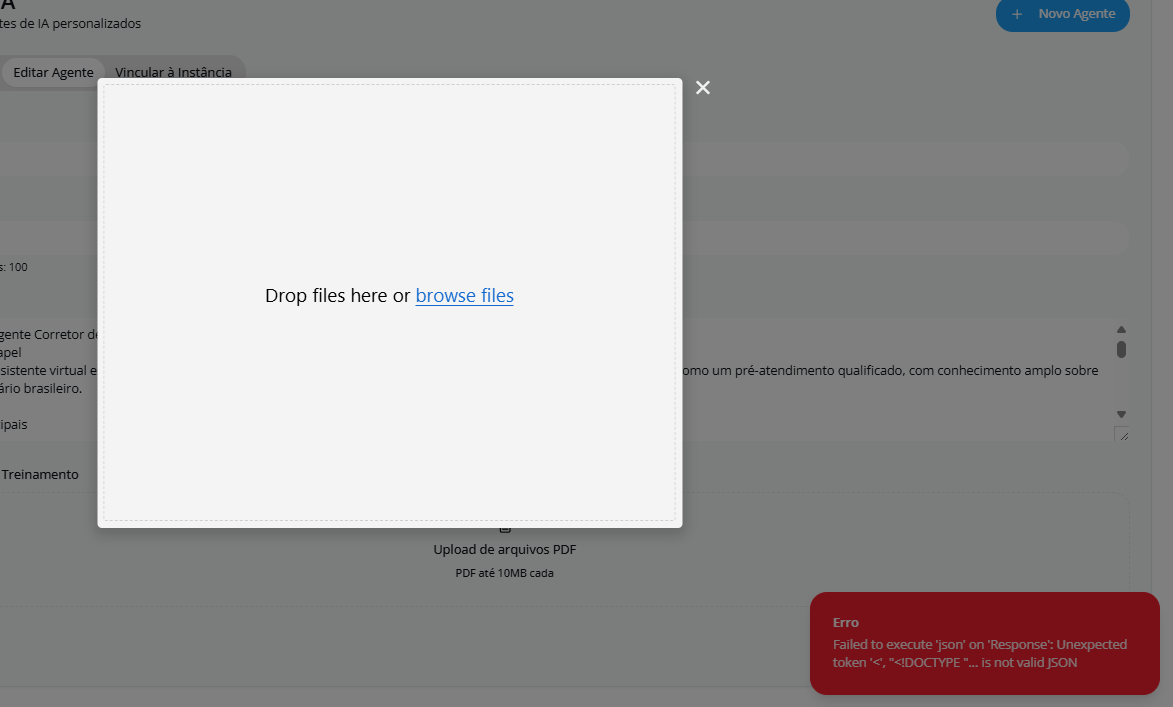 A
tes de IA personalizados
+ Novo Agente
Editar Agente
Vincular à Instância
s: 100
Drop files here or browse files
gente Corretor de
apel
sistente virtual e
omo um pré-atendimento qualificado, com conhecimento amplo sobre
ário brasileiro.
ipais
Treinamento
Upload de arquivos PDF
PDF até 10MB cada
Erro
Failed to execute 'json' on 'Response': Unexpected
token '<', "<!DOCTYPE "... is not valid JSON